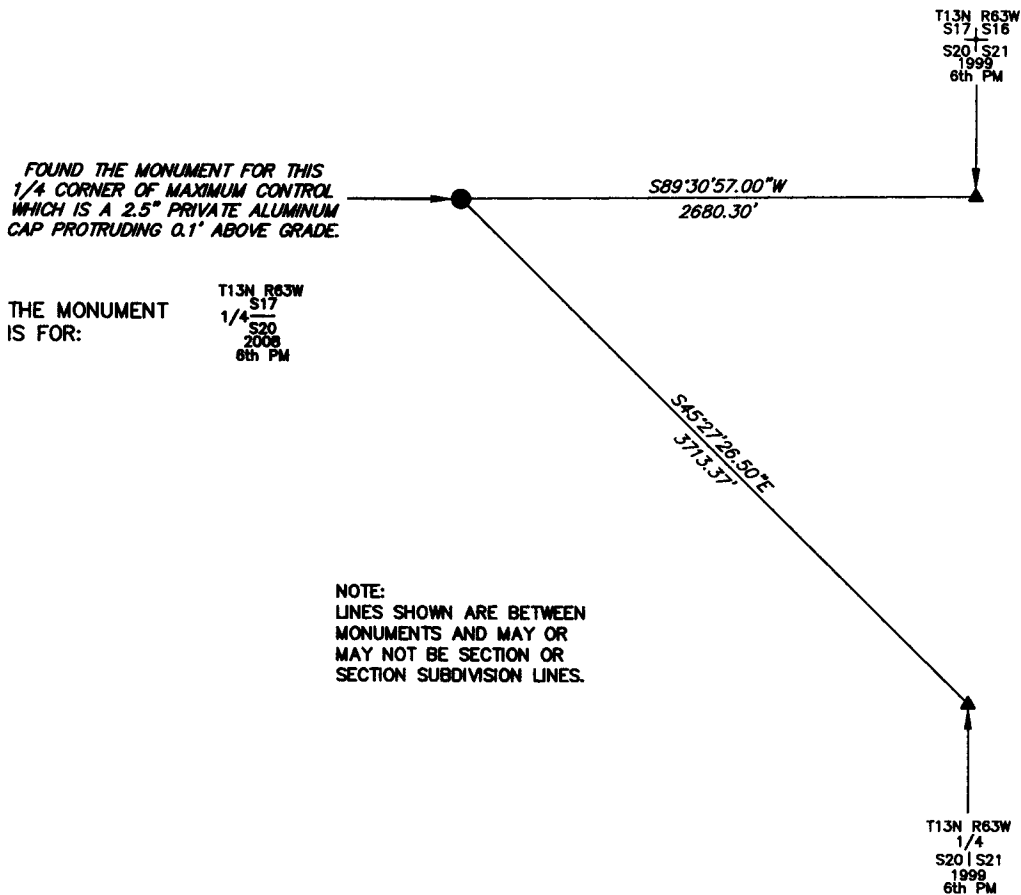 T13N R63W
S17 S16
S20 S21
1999
6th PM
FOUND THE MONUMENT FOR THIS
1/4 CORNER OF MAXIMUM CONTROL
WHICH IS A 2.5" PRIVATE ALUMINUM
CAP PROTRUDING 0.1' ABOVE GRADE.
S89°30'57.00"W
2680.30'
THE MONUMENT
IS FOR:
T13N R63W
S17
1/4
S20
2008
6th PM
S45°27'26.50"E
3713.37'
NOTE:
LINES SHOWN ARE BETWEEN
MONUMENTS AND MAY OR
MAY NOT BE SECTION OR
SECTION SUBDIVISION LINES.
T13N R63W
1/4
S20 | S21
1999
6th PM